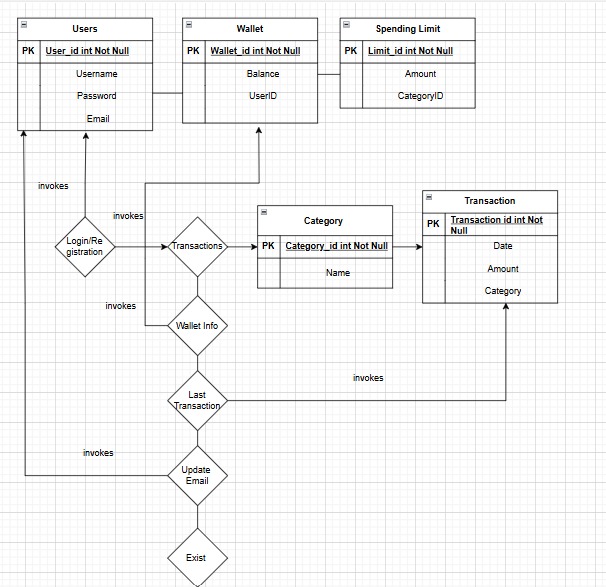 Users
PK User_id int Not Null
Username
Password
Email
Wallet
PK Wallet_id int Not Null
Balance
UserID
Spending Limit
PK Limit_id int Not Null
Amount
CategoryID
invokes
invokes
Login/Re
gistration
Transactions
Category
PK Category_id int Not Null
Name
Transaction
PK Transaction id int Not
Null
Date
Amount
Category
invokes
Wallet Info
invokes
Last
Transaction
invokes
Update
Email
Exist